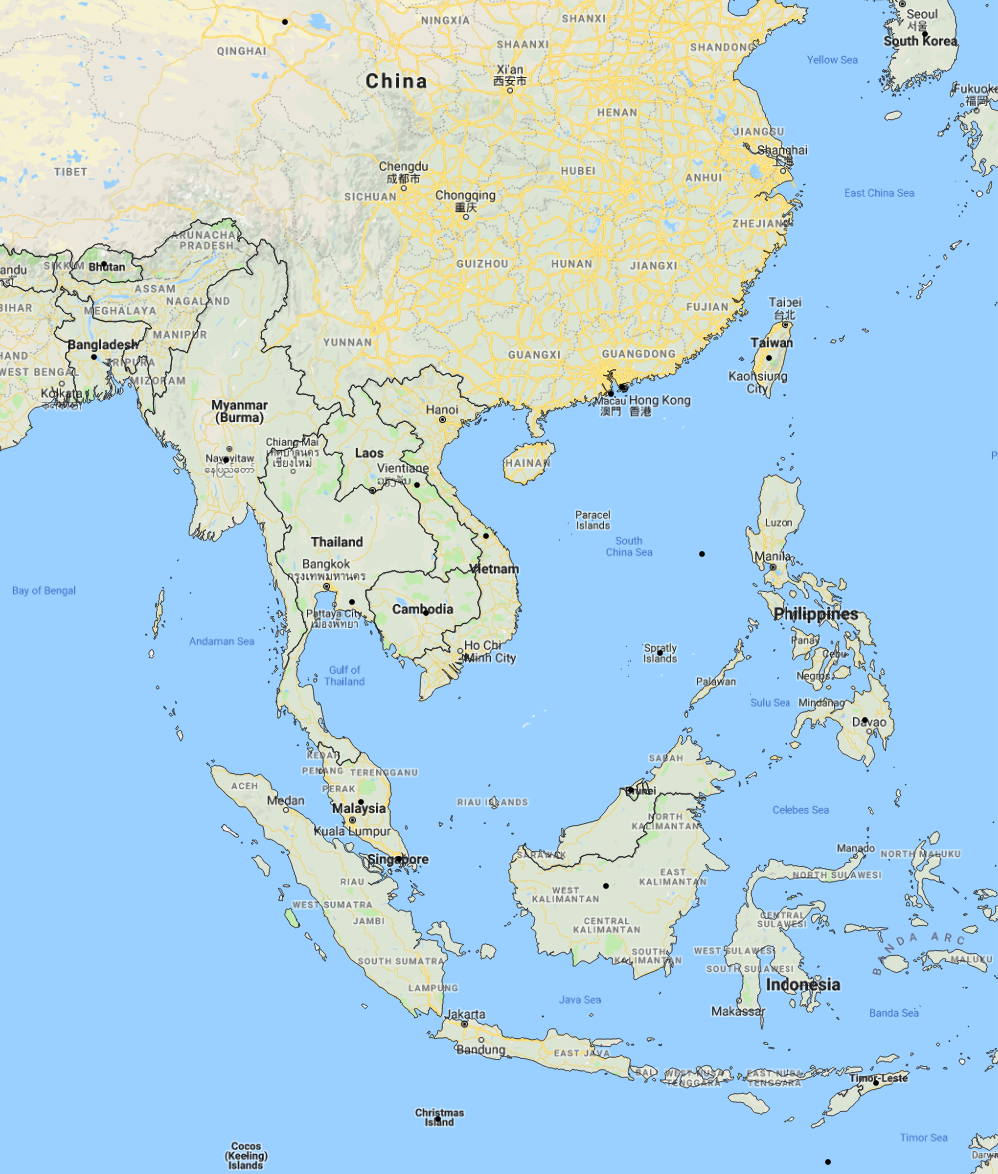 Seoul
서울
South Korea
NINGXIA
SHANXI
QINGHAI
SHAANXI
SHANDONG
Yellow Sea
China
Xi'an
西安市
Fukuoka
福岡
HENAN
JIANGSU
Shanghai
TIBET
Chengdu
成都市
HUBEI
ANHUI
SICHUAN
Chongqing
重庆
East China Sea
ZHEJIANG
ARUNACHAL
PRADESH
SIKKIM
Bhutan
andu
GUIZHOU
HUNAN
JIANGXI
ASSAM
NAGALAND
BIHAR
MEGHALAYA
FUJIAN
Taipei
台北
MANIPUR
Bangladesh
YUNNAN
GUANGXI
GUANGDONG
Taiwan
HAND
TRIPURA
WEST BENGAL
MIZORAM
Kaohsiung
City
Kolkata
Macau
澳門
Hong Kong
香港
Myanmar
(Burma)
Hanoi
Chiang Mai
เชียงใหม่
Laos
Naypyitaw
နေပြည်တော်
Vientiane
HAINAN
Paracel
Islands
Luzon
Thailand
South
China Sea
P
Manila
Bangkok
กรุงเทพมหานคร
Vietnam
Bay of Bengal
Pattaya City
เมืองพัทยา
Cambodia
Philippines
Andaman Sea
Ho Chi
Minh City
Spratly
Islands
Panay
Cebu
Gulf of
Thailand
Palawan
Negros
Sulu Sea
Mindanao
Davao
KEDAH
PENANG
TERENGGANU
SABAH
ACEH
PERAK
Brunei
Medan
Malaysia
RIAU ISLANDS
Celebes Sea
Kuala Lumpur
NORTH
KALIMANTAN
Singapore
SARAWAK
Manado
NORTH MALUKU
RIAU
WEST
KALIMANTAN
EAST
KALIMANTAN
NORTH SULAWESI
WEST SUMATRA
JAMBI
CENTRAL
KALIMANTAN
CENTRAL
SULAWESI
BANDA ARC
SOUTH SUMATRA
SOUTH
KALIMANTAN
WEST SULAWESI
SOUTH SULAWESI
MALUKU
LAMPUNG
Indonesia
Java Sea
Makassar
Banda Sea
Jakarta
Bandung
EAST JAVA
BALI
WEST NUSA
TENGGARA
EAST NUSA
TENGGARA
Timor-Leste
Christmas
Island
Timor Sea
Cocos
(Keeling)
Islands
Darw